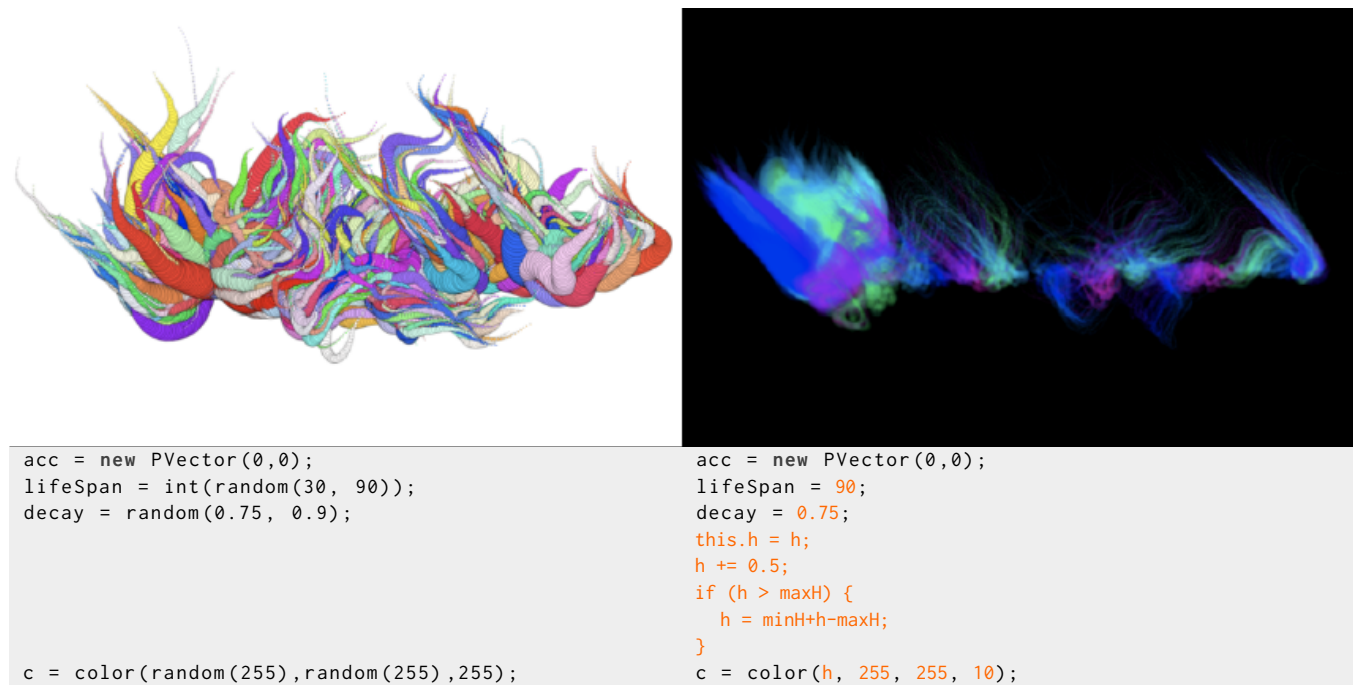 acc = new PVector(0,0);
lifeSpan = int(random(30, 90));
decay = random(0.75, 0.9);
c = color(random(255),random(255),255);
acc = new PVector(0,0);
lifeSpan = 90;
decay = 0.75;
this.h = h;
h += 0.5;
if (h > maxH) {
  h = minH+h-maxH;
}
c = color(h, 255, 255, 10);